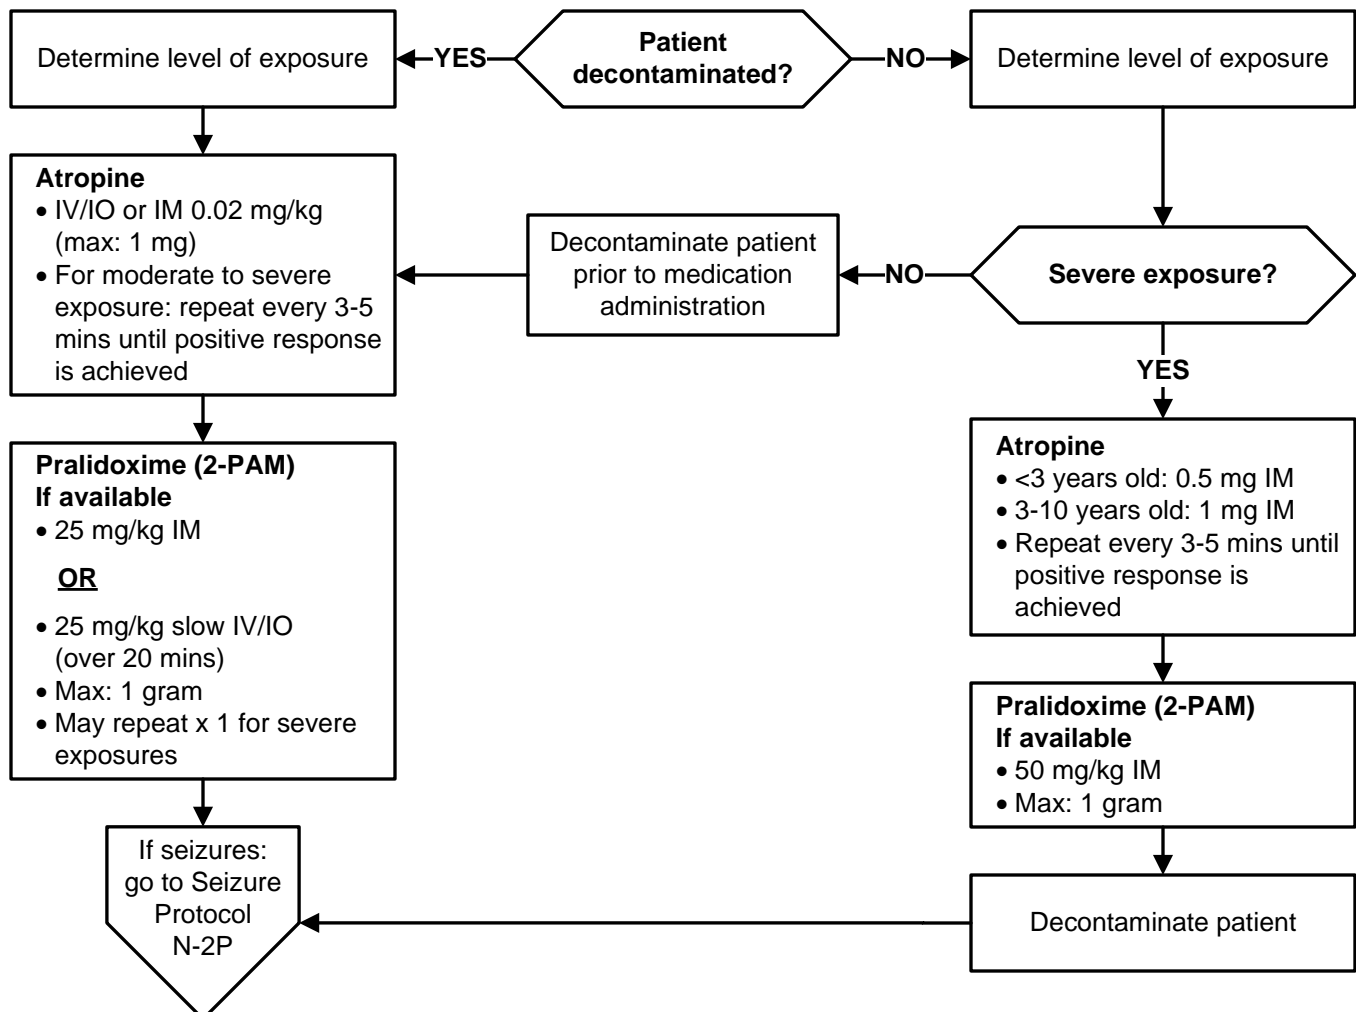 Determine level of exposure
YES
Patient
decontaminated?
NO
Determine level of exposure
Atropine
• IV/IO or IM 0.02 mg/kg
(max: 1 mg)
• For moderate to severe
exposure: repeat every 3-5
mins until positive response
is achieved
Decontaminate patient
prior to medication
administration
NO
Severe exposure?
YES
Pralidoxime (2-PAM)
If available
• 25 mg/kg IM
OR
• 25 mg/kg slow IV/IO
(over 20 mins)
• Max: 1 gram
• May repeat x 1 for severe
exposures
Atropine
• <3 years old: 0.5 mg IM
• 3-10 years old: 1 mg IM
• Repeat every 3-5 mins until
positive response is
achieved
Pralidoxime (2-PAM)
If available
• 50 mg/kg IM
• Max: 1 gram
If seizures:
go to Seizure
Protocol
N-2P
Decontaminate patient